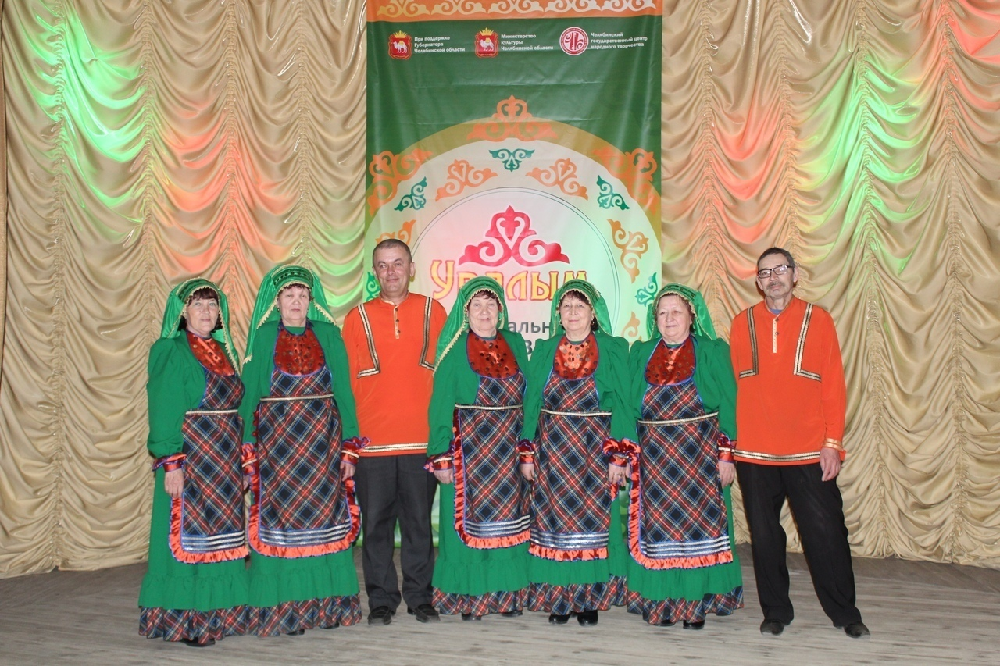 При поддержке
Губернатора
Челябинской области
Министерство
культуры
Челябинской области
Челябинский
государственный центр
народного творчества
Уралым